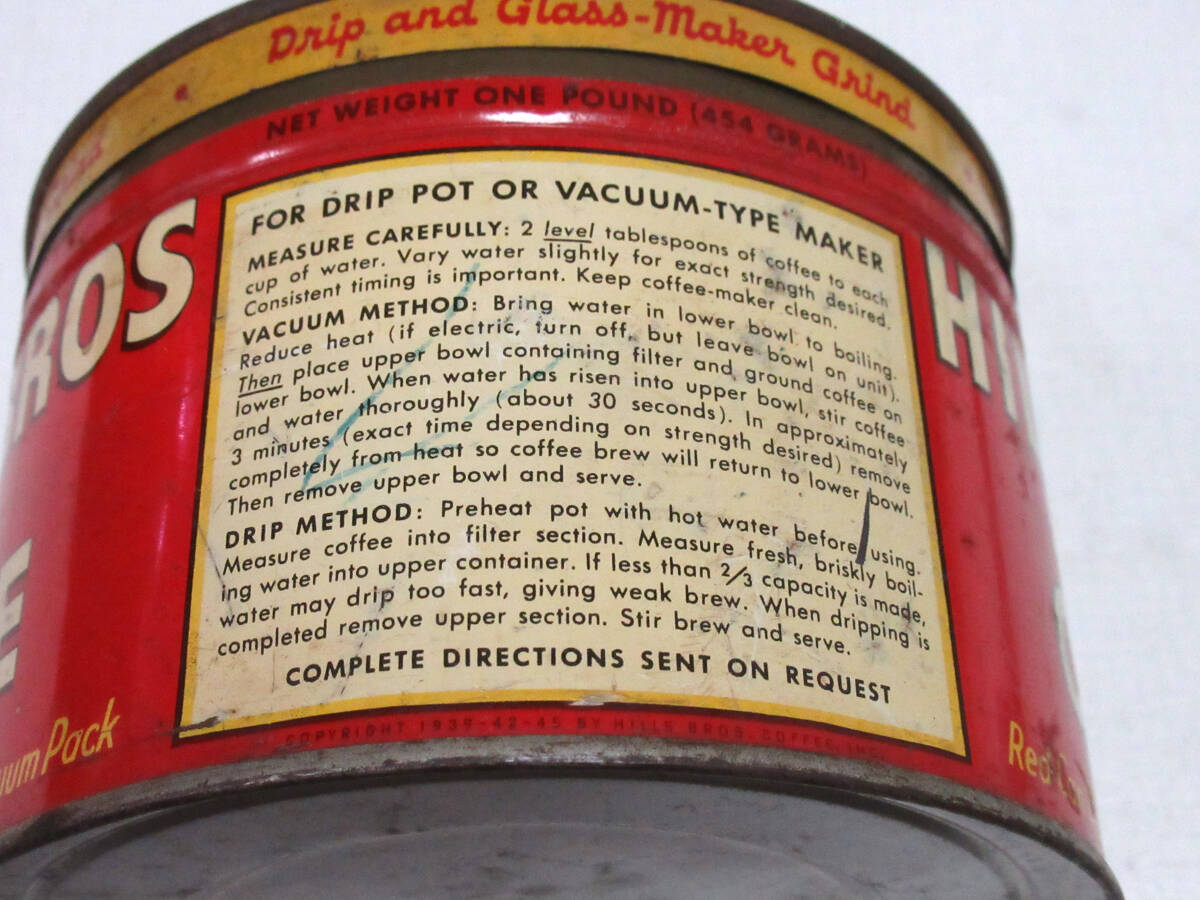 Drip and Glass-Maker Grind
NET WEIGHT ONE POUND (454 GRAMS)
ROS
FOR DRIP POT OR VACUUM-TYPE MAKER
MEASURE CAREFULLY: 2 level tablespoons of coffee to each
cup of water. Vary water slightly for exact strength desired.
Consistent timing is important. Keep coffee-maker clean.
VACUUM METHOD: Bring water in lower bowl to boiling.
Reduce heat (if electric, turn off, but leave bowl on unit).
Then place upper bowl containing filter and ground coffee on
lower bowl. When water has risen into upper bowl, stir coffee
and water thoroughly (about 30 seconds). In approximately
3 minutes (exact time depending on strength desired) remove
completely from heat so coffee brew will return to lower bowl.
Then remove upper bowl and serve.
DRIP METHOD: Preheat pot with hot water before using.
Measure coffee into filter section. Measure fresh, briskly boil-
ing water into upper container. If less than 2/3 capacity is made,
water may drip too fast, giving weak brew. When dripping is
completed remove upper section. Stir brew and serve.
COMPLETE DIRECTIONS SENT ON REQUEST
COPYRIGHT 1939-42-45 BY HILLS BROS. COFFEE, INC.
HI
E
uum Pack
Red